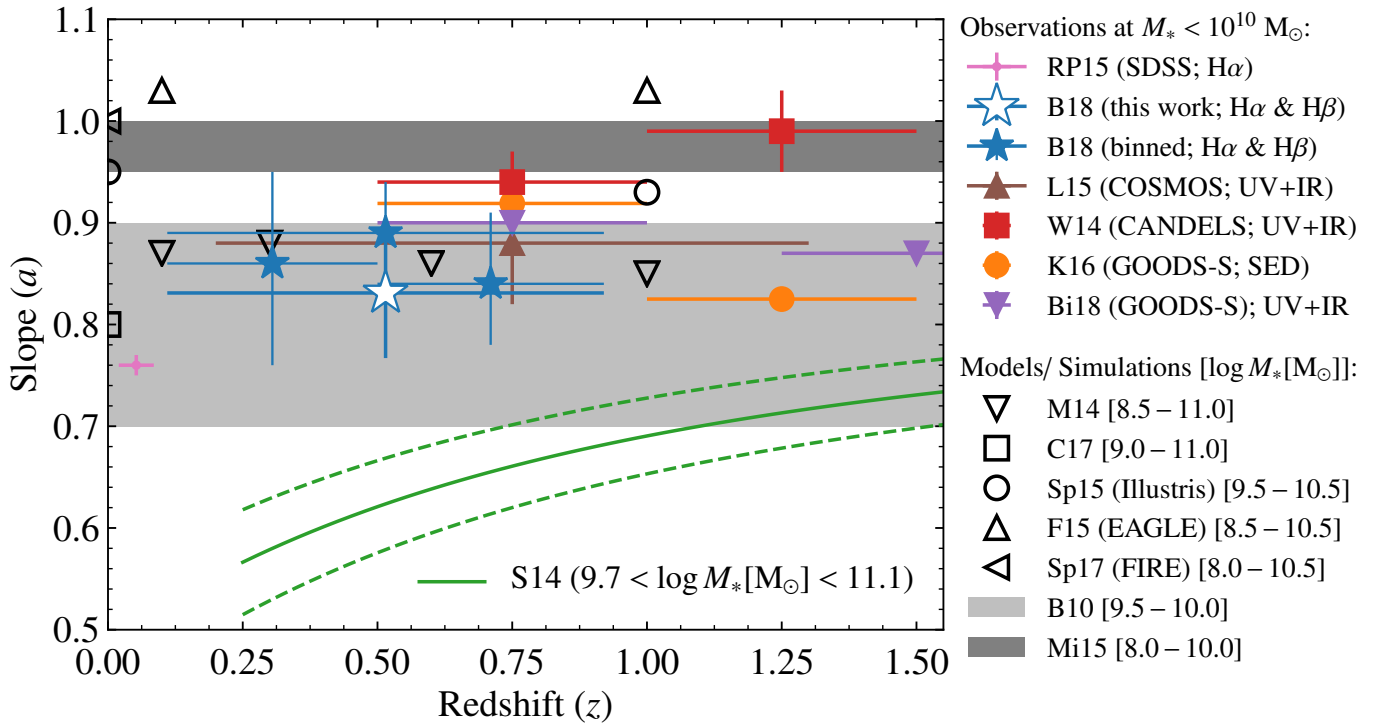 1.1
1.0
0.9
0.8
0.7
0.6
0.5
Slope (a)
0.00
0.25
0.50
0.75
1.00
1.25
1.50
Redshift (z)
S14 (9.7 < log M*[M⊙] < 11.1)
Observations at M* < 10¹⁰ M⊙:
RP15 (SDSS; Hα)
B18 (this work; Hα & Hβ)
B18 (binned; Hα & Hβ)
L15 (COSMOS; UV+IR)
W14 (CANDELS; UV+IR)
K16 (GOODS-S; SED)
Bi18 (GOODS-S); UV+IR
Models/ Simulations [log M*[M⊙]]:
M14 [8.5 − 11.0]
C17 [9.0 − 11.0]
Sp15 (Illustris) [9.5 − 10.5]
F15 (EAGLE) [8.5 − 10.5]
Sp17 (FIRE) [8.0 − 10.5]
B10 [9.5 − 10.0]
Mi15 [8.0 − 10.0]